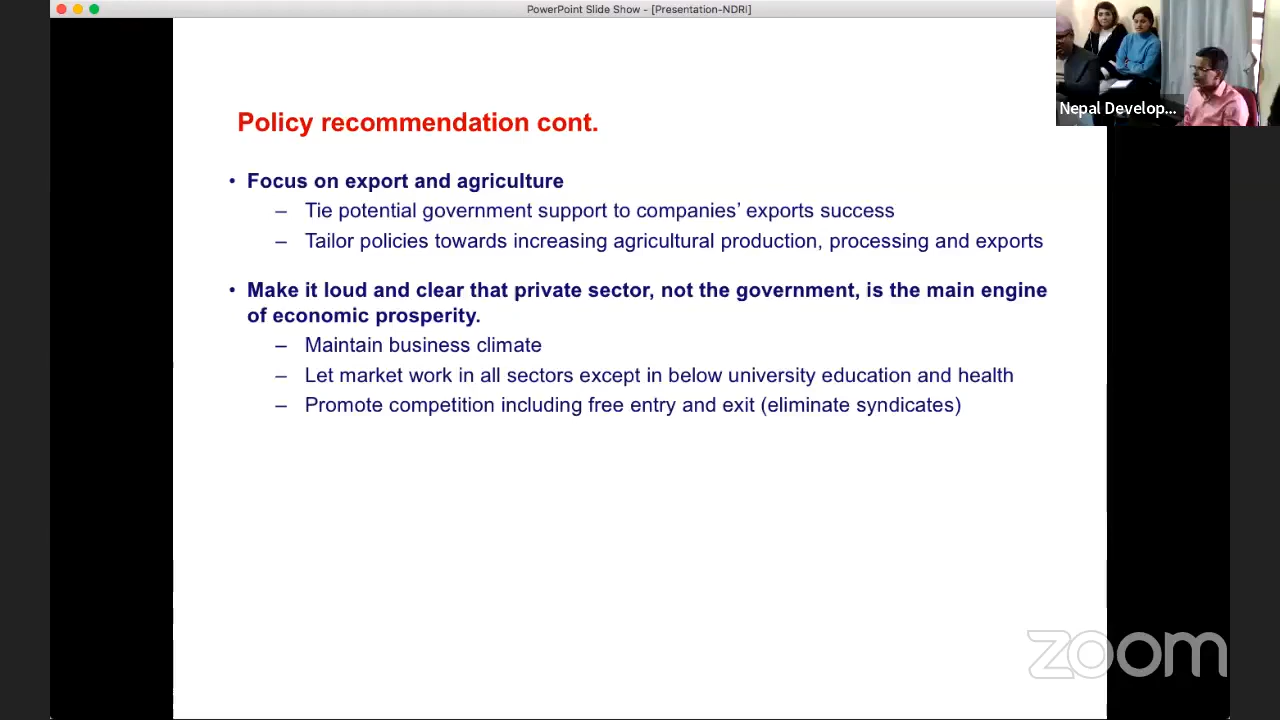 PowerPoint Slide Show - [Presentation-NDRI]
Nepal Develop...
Policy recommendation cont.
• Focus on export and agriculture
– Tie potential government support to companies’ exports success
– Tailor policies towards increasing agricultural production, processing and exports
• Make it loud and clear that private sector, not the government, is the main engine
of economic prosperity.
– Maintain business climate
– Let market work in all sectors except in below university education and health
– Promote competition including free entry and exit (eliminate syndicates)
zoom